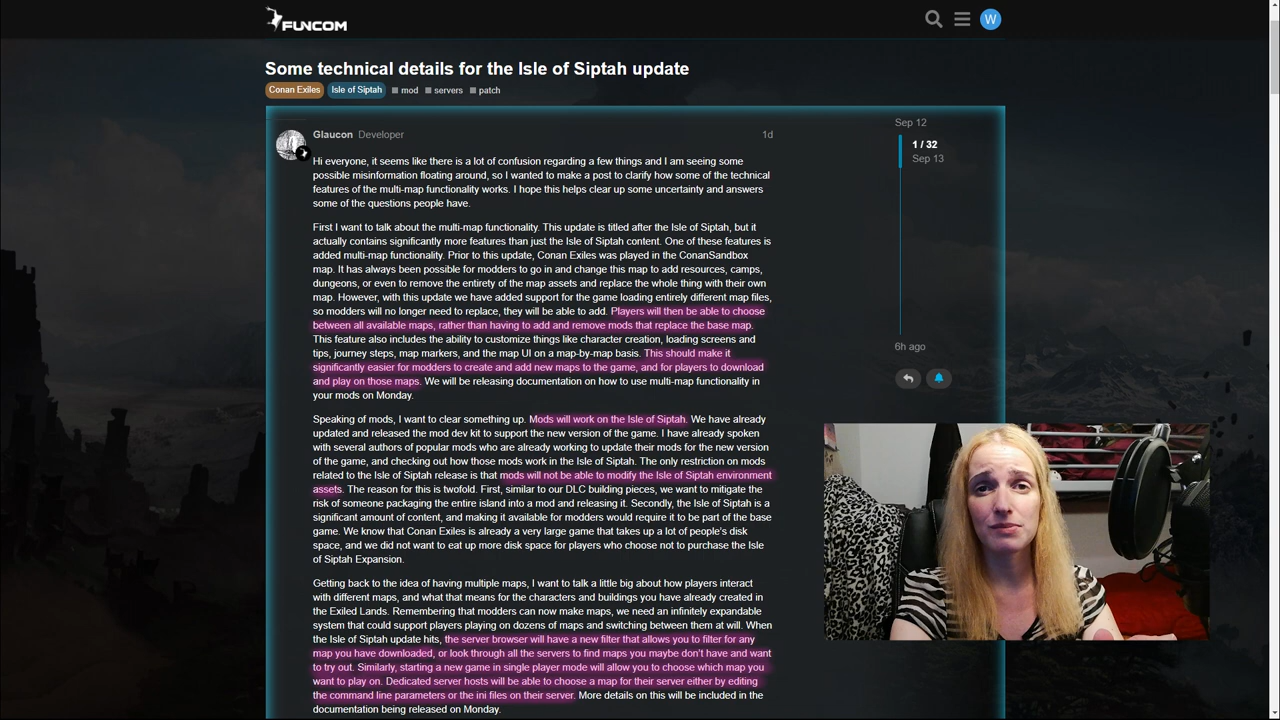 FUNCOM
W
Some technical details for the Isle of Siptah update
Conan Exiles Isle of Siptah mod servers patch
Glaucon Developer 1d
Hi everyone, it seems like there is a lot of confusion regarding a few things and I am seeing some
possible misinformation floating around, so I wanted to make a post to clarify how some of the technical
features of the multi-map functionality works. I hope this helps clear up some uncertainty and answers
some of the questions people have.
First I want to talk about the multi-map functionality. This update is titled after the Isle of Siptah, but it
actually contains significantly more features than just the Isle of Siptah content. One of these features is
added multi-map functionality. Prior to this update, Conan Exiles was played in the ConanSandbox
map. It has always been possible for modders to go in and change this map to add resources, camps,
dungeons, or even to remove the entirety of the map assets and replace the whole thing with their own
map. However, with this update we have added support for the game loading entirely different map files,
so modders will no longer need to replace, they will be able to add. Players will then be able to choose
between all available maps, rather than having to add and remove mods that replace the base map.
This feature also includes the ability to customize things like character creation, loading screens and
tips, journey steps, map markers, and the map UI on a map-by-map basis. This should make it
significantly easier for modders to create and add new maps to the game, and for players to download
and play on those maps. We will be releasing documentation on how to use multi-map functionality in
your mods on Monday.
Speaking of mods, I want to clear something up. Mods will work on the Isle of Siptah. We have already
updated and released the mod dev kit to support the new version of the game. I have already spoken
with several authors of popular mods who are already working to update their mods for the new version
of the game, and checking out how those mods work in the Isle of Siptah. The only restriction on mods
related to the Isle of Siptah release is that mods will not be able to modify the Isle of Siptah environment
assets. The reason for this is twofold. First, similar to our DLC building pieces, we want to mitigate the
risk of someone packaging the entire island into a mod and releasing it. Secondly, the Isle of Siptah is a
significant amount of content, and making it available for modders would require it to be part of the base
game. We know that Conan Exiles is already a very large game that takes up a lot of people's disk
space, and we did not want to eat up more disk space for players who choose not to purchase the Isle
of Siptah Expansion.
Getting back to the idea of having multiple maps, I want to talk a little big about how players interact
with different maps, and what that means for the characters and buildings you have already created in
the Exiled Lands. Remembering that modders can now make maps, we need an infinitely expandable
system that could support players playing on dozens of maps and switching between them at will. When
the Isle of Siptah update hits, the server browser will have a new filter that allows you to filter for any
map you have downloaded, or look through all the servers to find maps you maybe don't have and want
to try out. Similarly, starting a new game in single player mode will allow you to choose which map you
want to play on. Dedicated server hosts will be able to choose a map for their server either by editing
the command line parameters or the ini files on their server. More details on this will be included in the
documentation being released on Monday.
Sep 12
1 / 32
Sep 13
6h ago